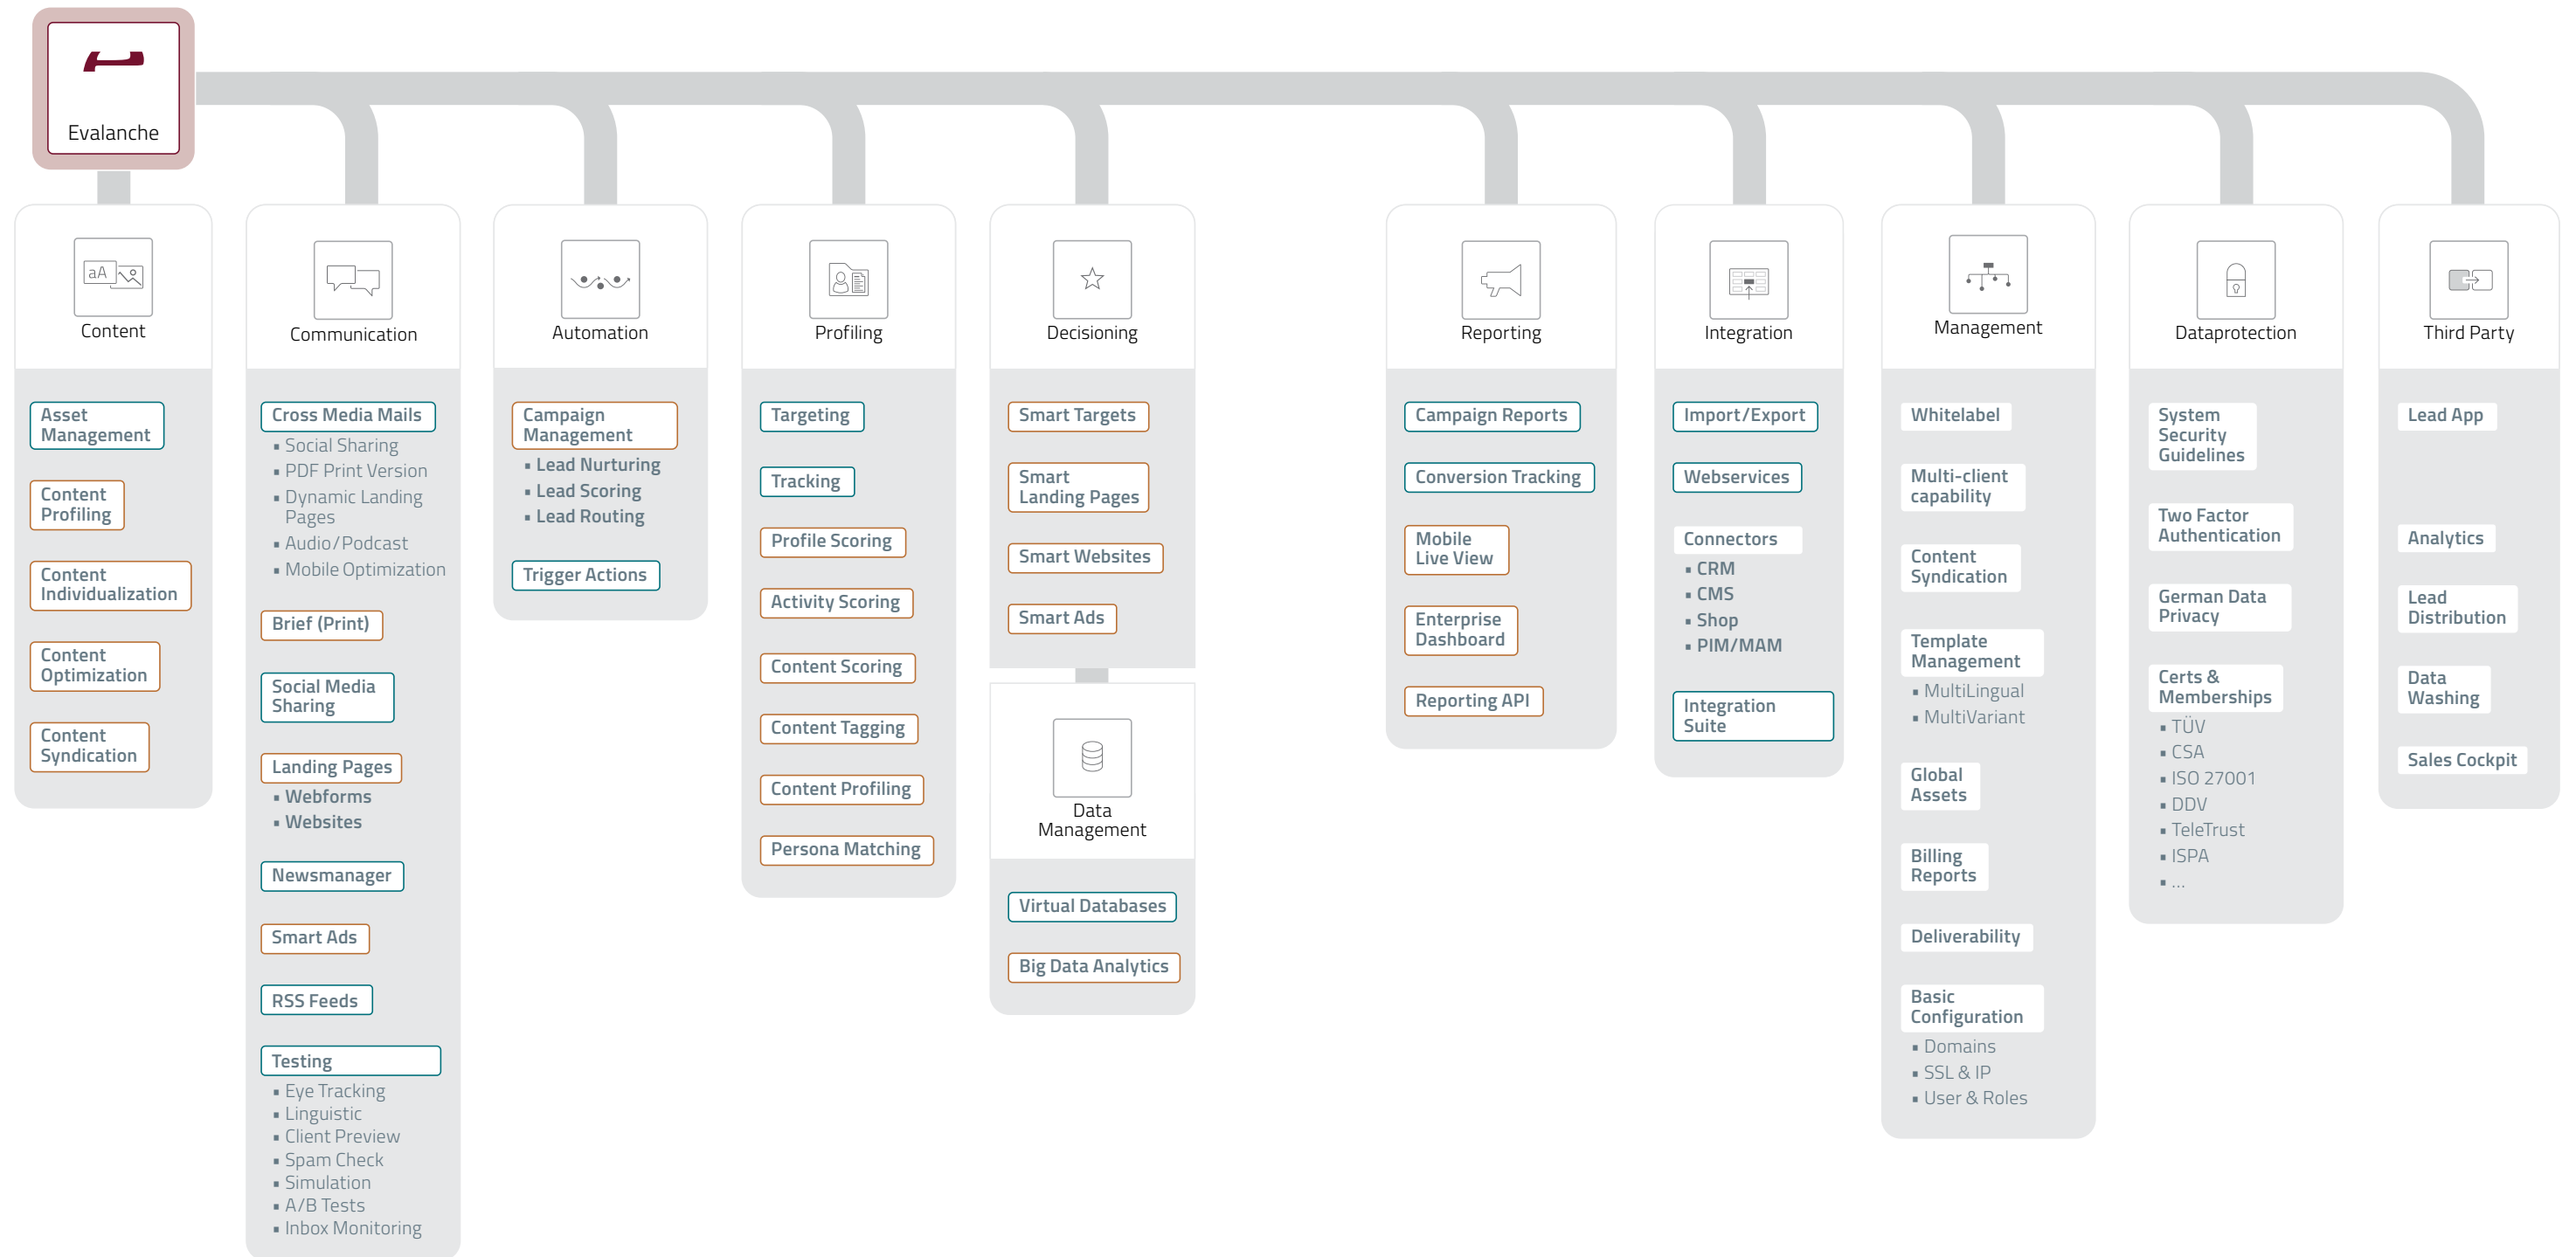 Evalanche
Content
Asset
Management
Content
Profiling
Content
Individualization
Content
Optimization
Content
Syndication
Communication
Cross Media Mails
▪ Social Sharing
▪ PDF Print Version
▪ Dynamic Landing
Pages
▪ Audio/Podcast
▪ Mobile Optimization
Brief (Print)
Social Media
Sharing
Landing Pages
▪ Webforms
▪ Websites
Newsmanager
Smart Ads
RSS Feeds
Testing
▪ Eye Tracking
▪ Linguistic
▪ Client Preview
▪ Spam Check
▪ Simulation
▪ A/B Tests
▪ Inbox Monitoring
Automation
Campaign
Management
▪ Lead Nurturing
▪ Lead Scoring
▪ Lead Routing
Trigger Actions
Profiling
Targeting
Tracking
Profile Scoring
Activity Scoring
Content Scoring
Content Tagging
Content Profiling
Persona Matching
Decisioning
Smart Targets
Smart
Landing Pages
Smart Websites
Smart Ads
Data
Management
Virtual Databases
Big Data Analytics
Reporting
Campaign Reports
Conversion Tracking
Mobile
Live View
Enterprise
Dashboard
Reporting API
Integration
Import/Export
Webservices
Connectors
▪ CRM
▪ CMS
▪ Shop
▪ PIM/MAM
Integration
Suite
Management
Whitelabel
Multi-client
capability
Content
Syndication
Template
Management
▪ MultiLingual
▪ MultiVariant
Global
Assets
Billing
Reports
Deliverability
Basic
Configuration
▪ Domains
▪ SSL & IP
▪ User & Roles
Dataprotection
System
Security
Guidelines
Two Factor
Authentication
German Data
Privacy
Certs &
Memberships
▪ TÜV
▪ CSA
▪ ISO 27001
▪ DDV
▪ TeleTrust
▪ ISPA
▪ ...
Third Party
Lead App
Analytics
Lead
Distribution
Data
Washing
Sales Cockpit
aA